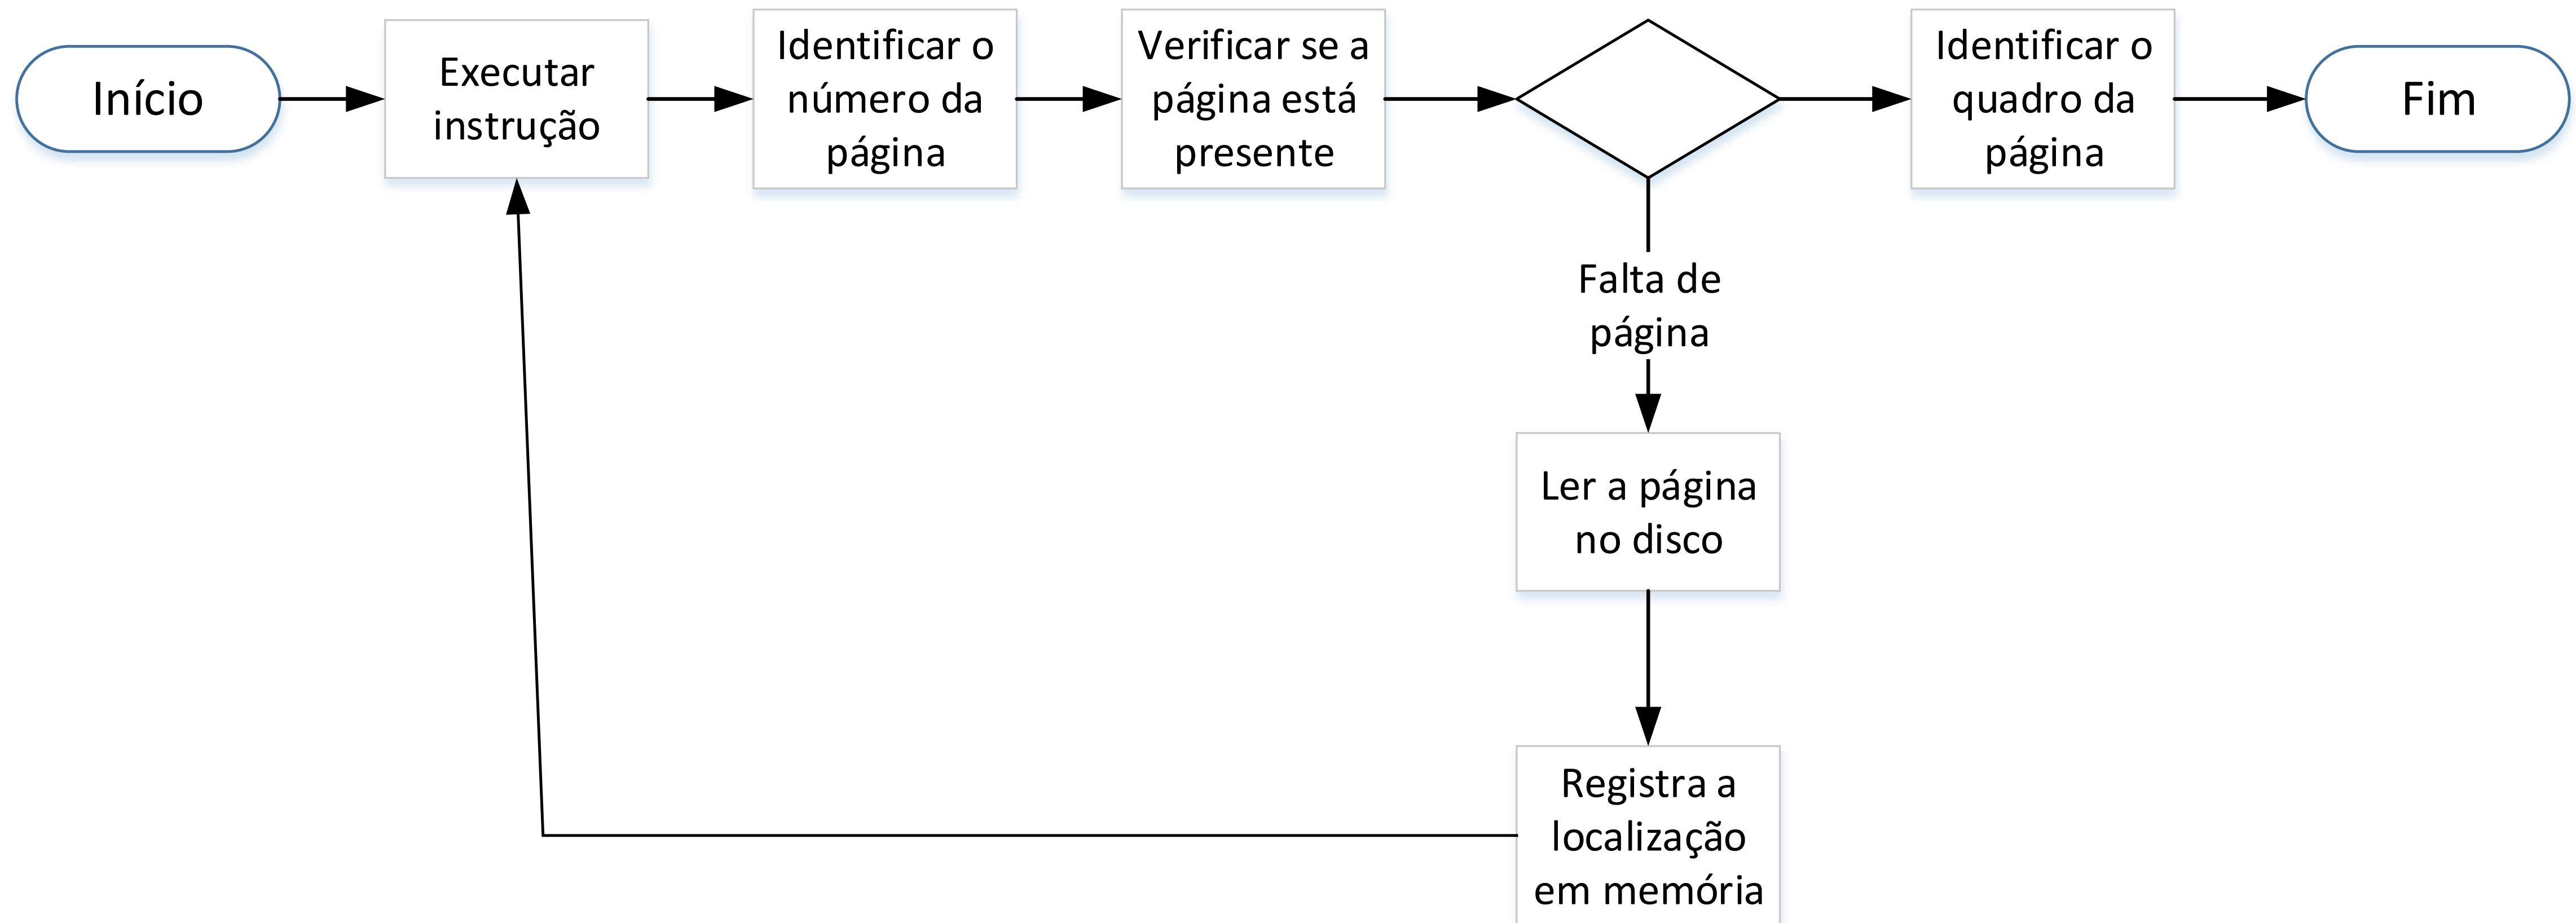 Início
Executar
instrução
Identificar o
número da
página
Verificar se a
página está
presente
Identificar o
quadro da
página
Fim
Falta de
página
Ler a página
no disco
Registra a
localização
em memória